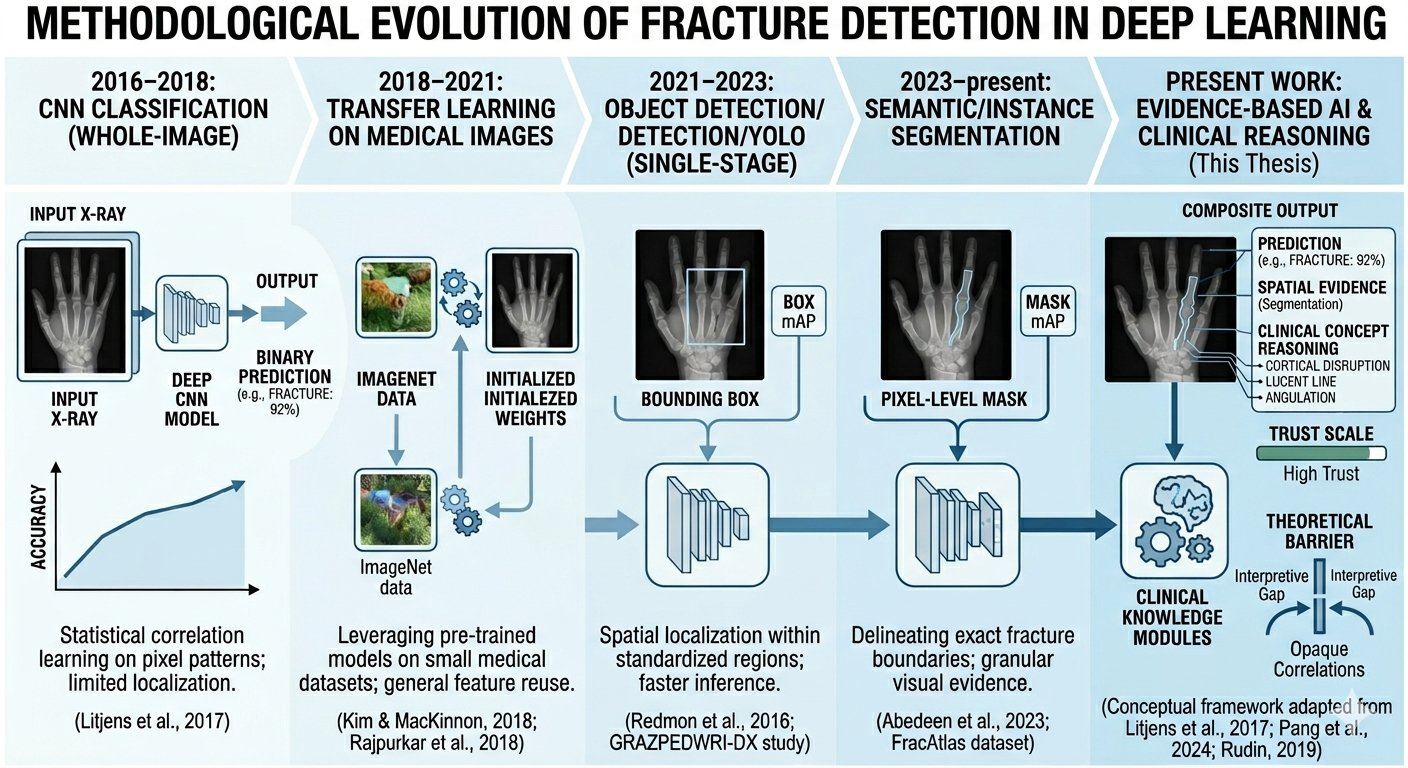 METHODOLOGICAL EVOLUTION OF FRACTURE DETECTION IN DEEP LEARNING
2016–2018:
CNN CLASSIFICATION
(WHOLE-IMAGE)
2018–2021:
TRANSFER LEARNING
ON MEDICAL IMAGES
2021–2023:
OBJECT DETECTION/
DETECTION/YOLO
(SINGLE-STAGE)
2023–present:
SEMANTIC/INSTANCE
SEGMENTATION
PRESENT WORK:
EVIDENCE-BASED AI &
CLINICAL REASONING
(This Thesis)
INPUT X-RAY
INPUT
X-RAY
DEEP
CNN
MODEL
OUTPUT
BINARY
PREDICTION
(e.g., FRACTURE:
92%)
ACCURACY
Statistical correlation
learning on pixel patterns;
limited localization.
(Litjens et al., 2017)
IMAGENET
DATA
INITIALIZED
INITIALEZED
WEIGHTS
ImageNet
data
Leveraging pre-trained
models on small medical
datasets; general feature reuse.
(Kim & MacKinnon, 2018;
Rajpurkar et al., 2018)
BOX
mAP
BOUNDING BOX
Spatial localization within
standardized regions;
faster inference.
(Redmon et al., 2016;
GRAZPEDWRI-DX study)
MASK
mAP
PIXEL-LEVEL MASK
Delineating exact fracture
boundaries; granular
visual evidence.
(Abedeen et al., 2023;
FracAtlas dataset)
COMPOSITE OUTPUT
PREDICTION
(e.g., FRACTURE: 92%)
SPATIAL EVIDENCE
(Segmentation)
CLINICAL CONCEPT
REASONING
CORTICAL DISRUPTION
LUCENT LINE
ANGULATION
TRUST SCALE
High Trust
CLINICAL
KNOWLEDGE
MODULES
THEORETICAL
BARRIER
Interpretive
Gap
Interpretive
Gap
Opaque
Correlations
(Conceptual framework adapted from
Litjens et al., 2017; Pang et al.,
2024; Rudin, 2019)